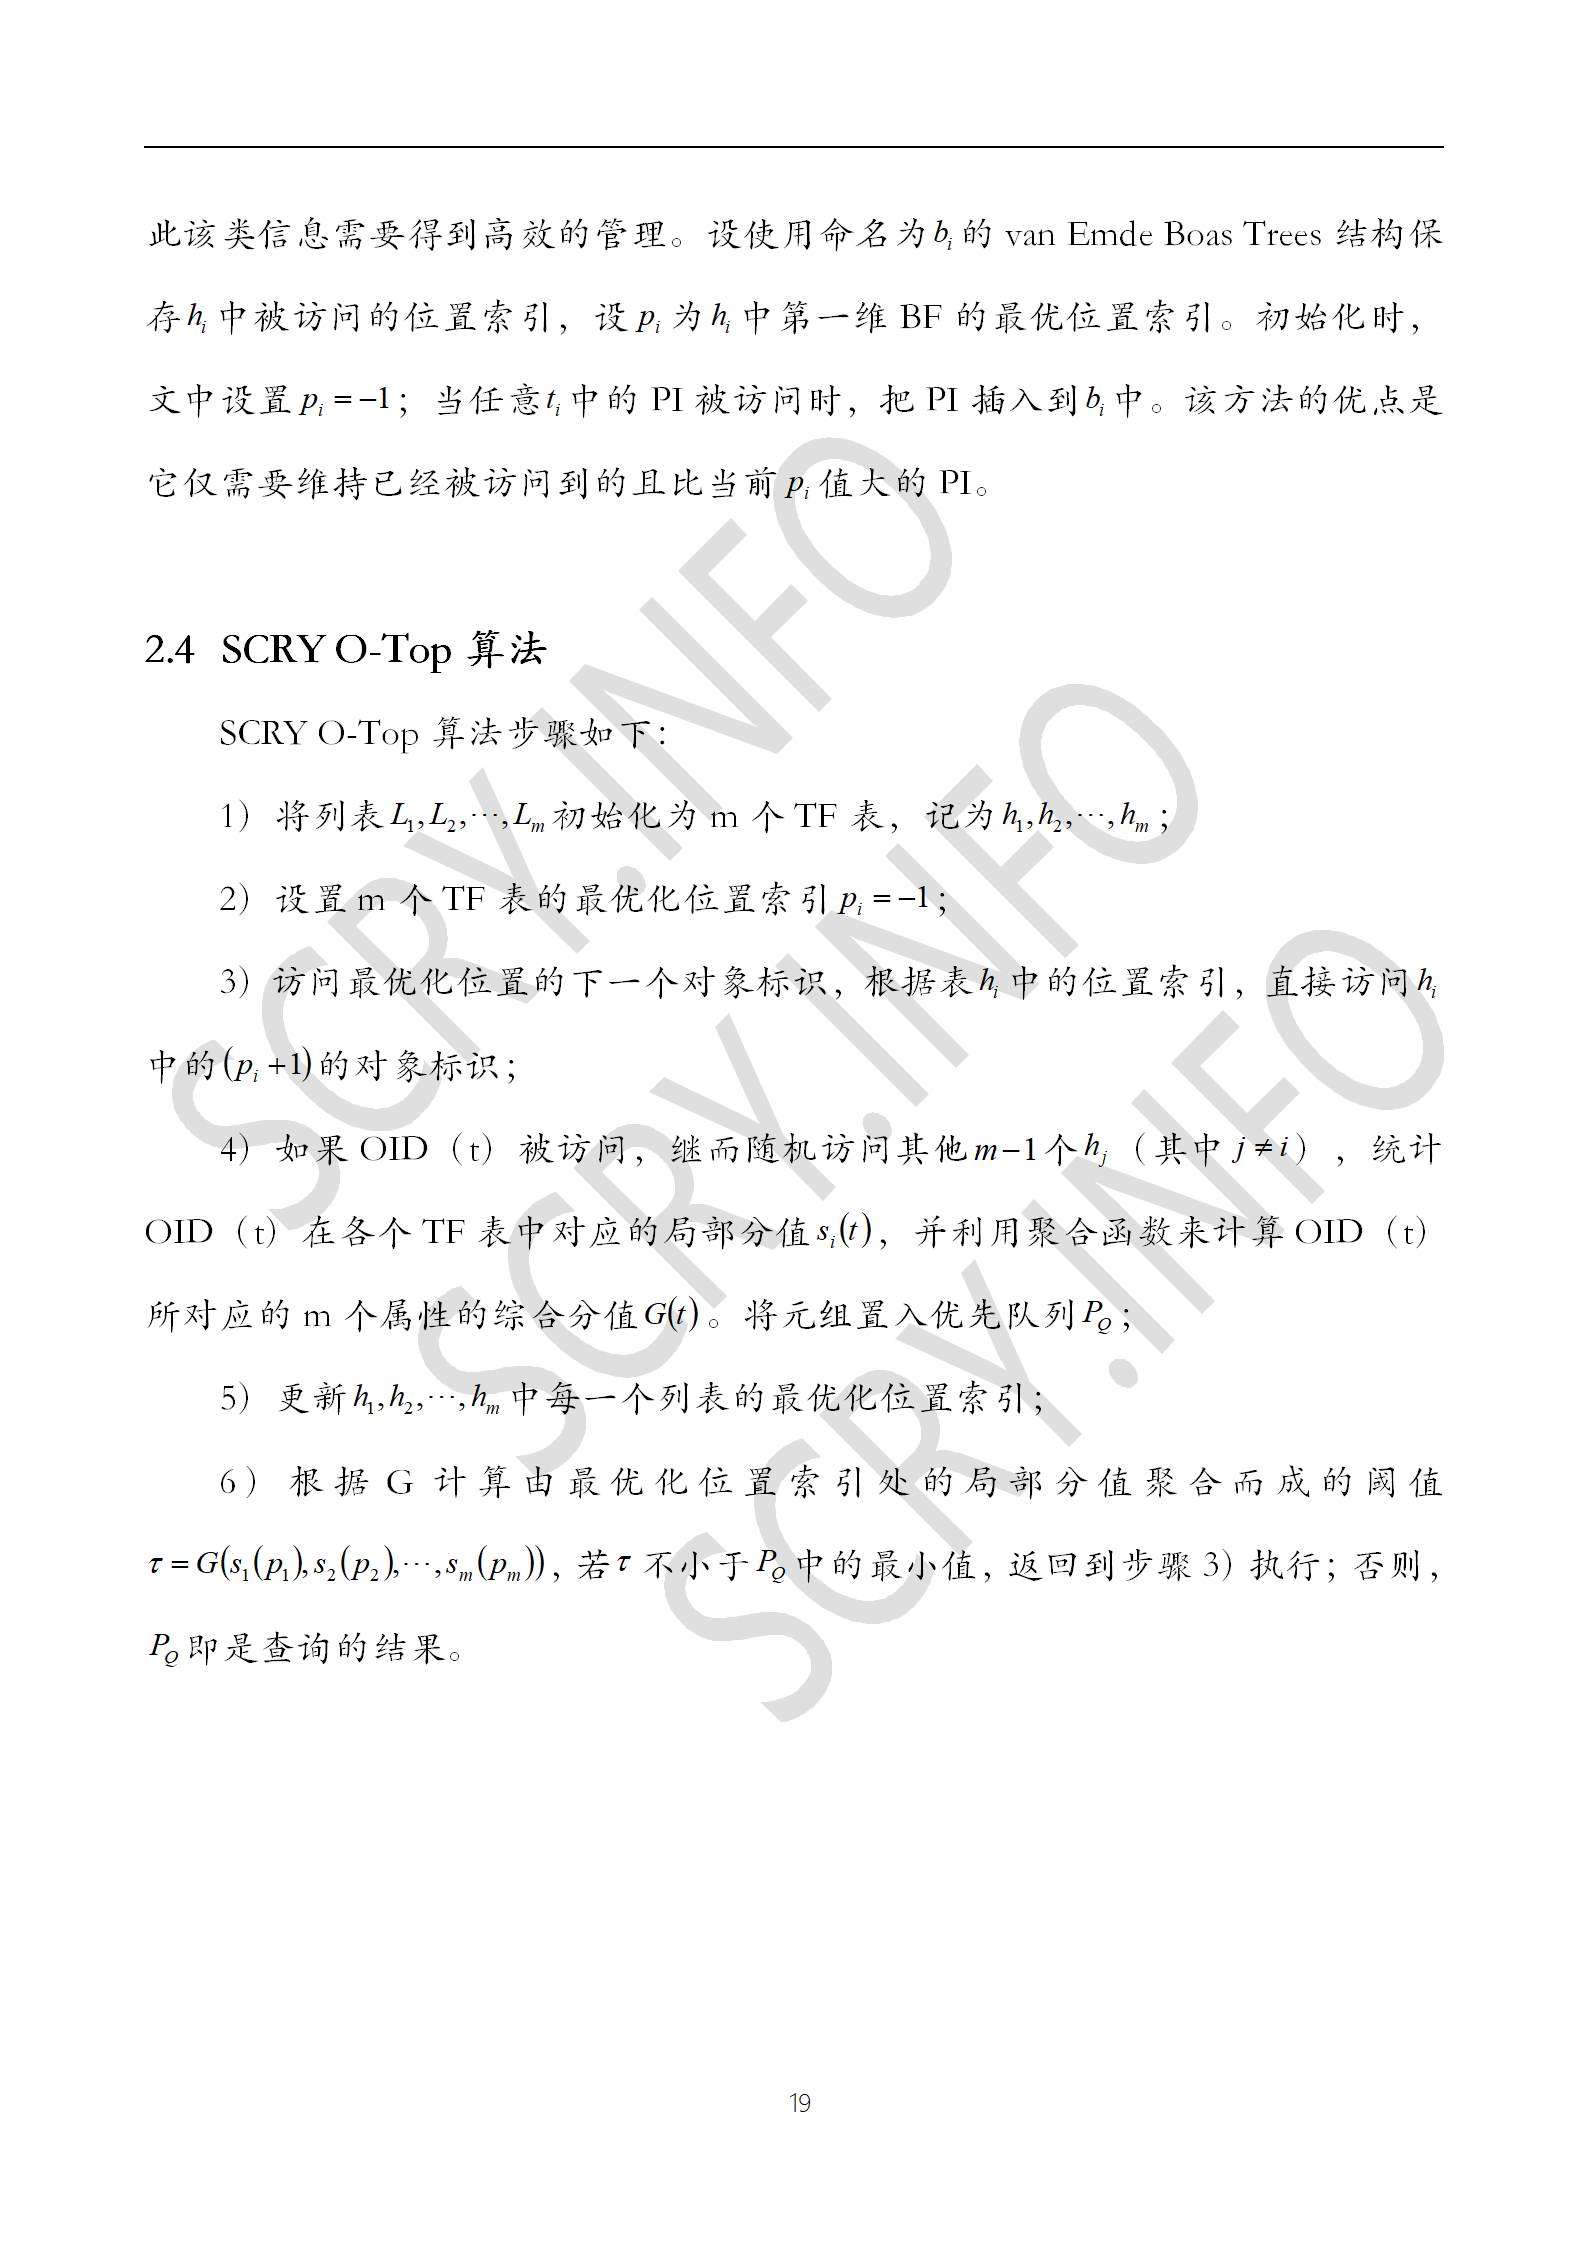 此该类信息需要得到高效的管理。设使用命名为 b_i 的 van Emde Boas Trees 结构保
存 h_i 中被访问的位置索引，设 p_i 为 h_i 中第一维 BF 的最优位置索引。初始化时，
文中设置 p_i = −1；当任意 t_i 中的 PI 被访问时，把 PI 插入到 b_i 中。该方法的优点是
它仅需要维持已经被访问到的且比当前 p_i 值大的 PI。
2.4 SCRY O-Top 算法
SCRY O-Top 算法步骤如下：
1）将列表 L_1, L_2, ⋯, L_m 初始化为 m 个 TF 表，记为 h_1, h_2, ⋯, h_m；
2）设置 m 个 TF 表的最优化位置索引 p_i = −1；
3）访问最优化位置的下一个对象标识，根据表 h_i 中的位置索引，直接访问 h_i
中的 (p_i + 1) 的对象标识；
4）如果 OID（t）被访问，继而随机访问其他 m−1 个 h_j（其中 j ≠ i），统计
OID（t）在各个 TF 表中对应的局部分值 s_i(t)，并利用聚合函数来计算 OID（t）
所对应的 m 个属性的综合分值 G(t)。将元组置入优先队列 P_Q；
5）更新 h_1, h_2, ⋯, h_m 中每一个列表的最优化位置索引；
6）根据 G 计算由最优化位置索引处的局部分值聚合而成的阈值
τ = G(s_1(p_1), s_2(p_2), ⋯, s_m(p_m))，若 τ 不小于 P_Q 中的最小值，返回到步骤 3）执行；否则，
P_Q 即是查询的结果。
SCRY.INFO
SCRY.INFO
SCRY.INFO
19